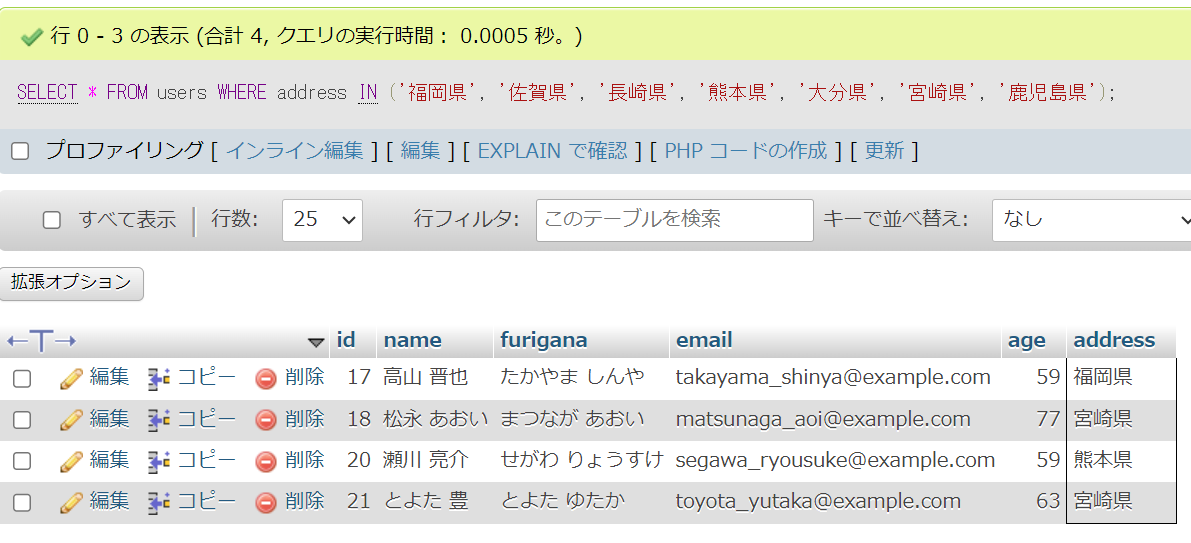 行 0 - 3 の表示 (合計 4, クエリの実行時間： 0.0005 秒。)
SELECT * FROM users WHERE address IN ('福岡県', '佐賀県', '長崎県', '熊本県', '大分県', '宮崎県', '鹿児島県');
プロファイリング [ インライン編集 ] [ 編集 ] [ EXPLAIN で確認 ] [ PHP コードの作成 ] [ 更新 ]
すべて表示 行数: 25 行フィルタ: このテーブルを検索 キーで並べ替え: なし
拡張オプション
←T→ id name furigana email age address
編集 コピー 削除 17 高山 晋也 たかやま しんや takayama_shinya@example.com 59 福岡県
編集 コピー 削除 18 松永 あおい まつなが あおい matsunaga_aoi@example.com 77 宮崎県
編集 コピー 削除 20 瀬川 亮介 せがわ りょうすけ segawa_ryousuke@example.com 59 熊本県
編集 コピー 削除 21 とよた 豊 とよた ゆたか toyota_yutaka@example.com 63 宮崎県